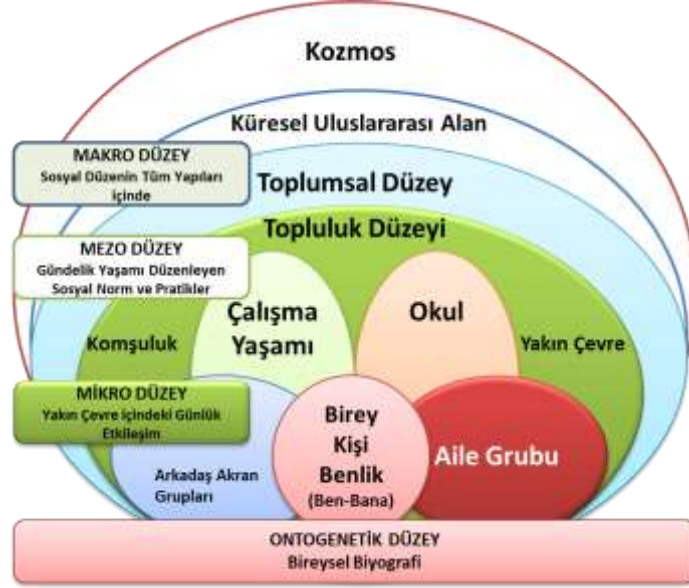 Kozmos
Küresel Uluslararası Alan
MAKRO DÜZEY
Sosyal Düzenin Tüm Yapıları
içinde
Toplumsal Düzey
Topluluk Düzeyi
MEZO DÜZEY
Gündelik Yaşamı Düzenleyen
Sosyal Norm ve Pratikler
Çalışma
Yaşamı
Okul
Komşuluk
Yakın Çevre
MİKRO DÜZEY
Yakın Çevre içindeki Günlük
Etkileşim
Birey
Kişi
Benlik
(Ben-Bana)
Aile Grubu
Arkadaş Akran
Grupları
ONTOGENETİK DÜZEY
Bireysel Biyografi